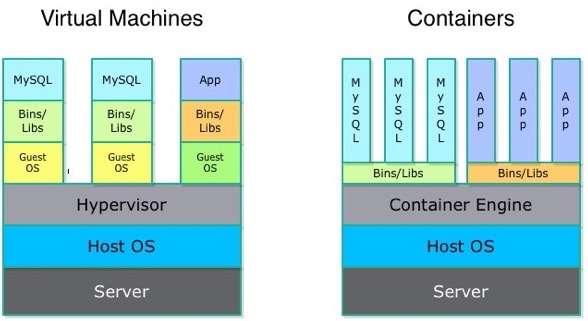 Virtual Machines
MySQL
MySQL
App
Bins/
Libs
Bins/
Libs
Bins/
Libs
Guest
OS
Guest
OS
Guest
OS
Hypervisor
Host OS
Server
Containers
MySQL
MySQL
MySQL
App
App
App
Bins/Libs
Bins/Libs
Container Engine
Host OS
Server